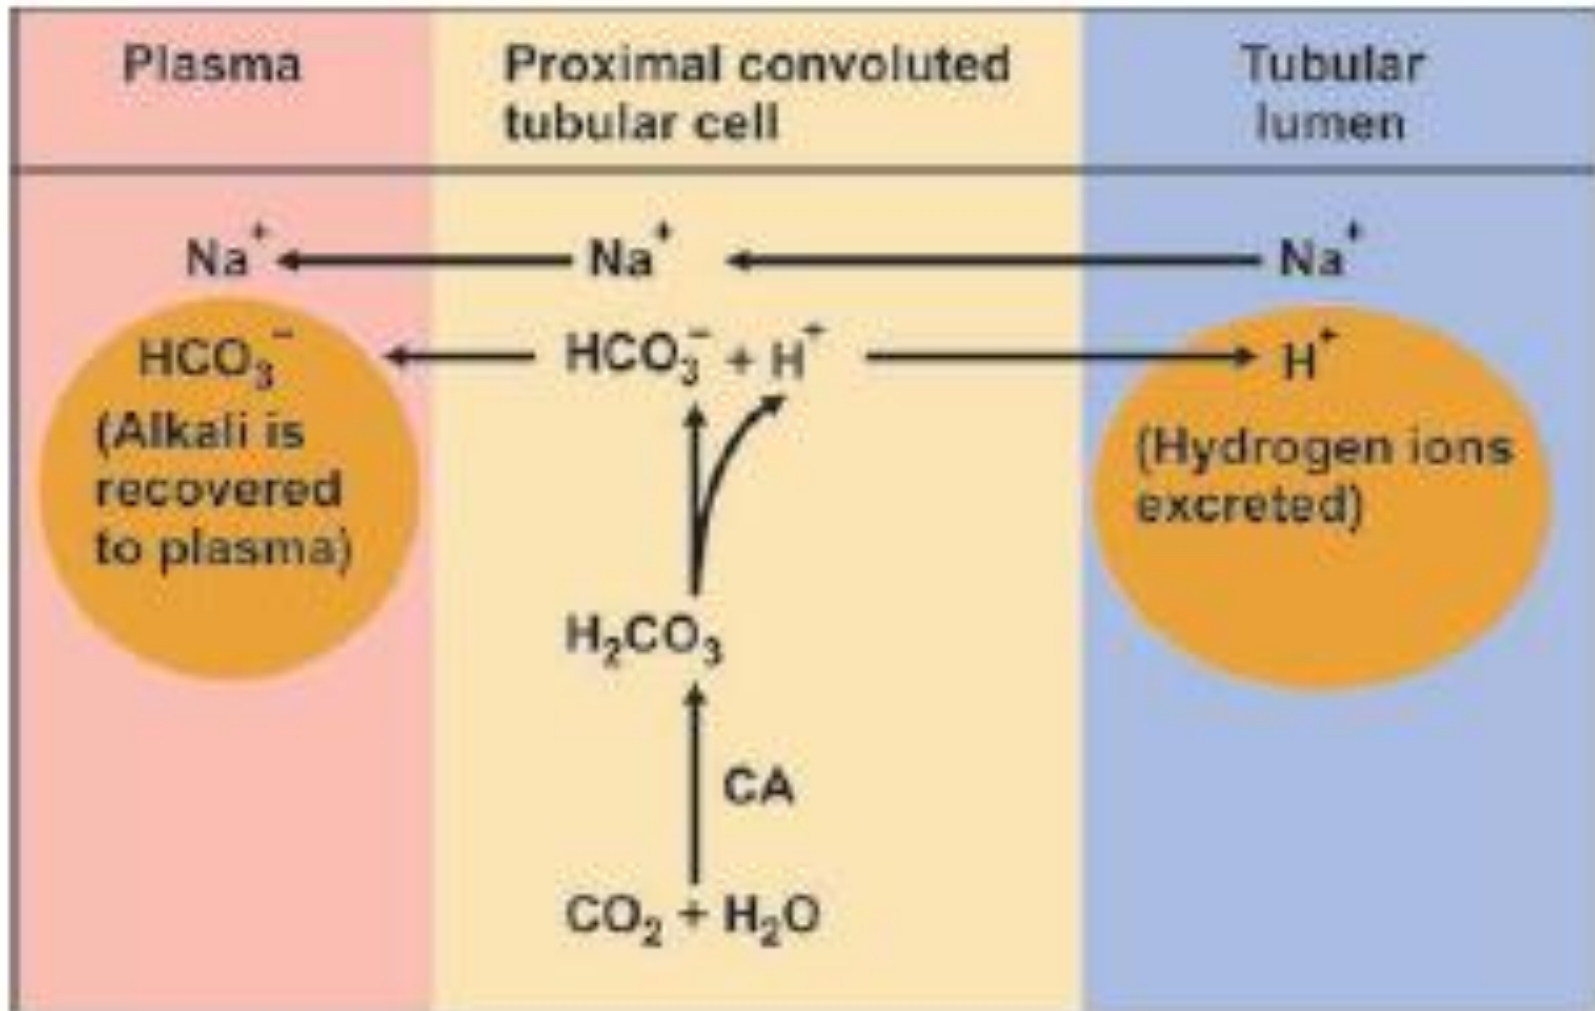 Plasma
Proximal convoluted
tubular cell
Tubular
lumen
Na⁺ Na⁺ Na⁺
HCO₃⁻ HCO₃⁻ + H⁺ H⁺
(Alkali is
recovered
to plasma)
(Hydrogen ions
excreted)
H₂CO₃
CA
CO₂ + H₂O